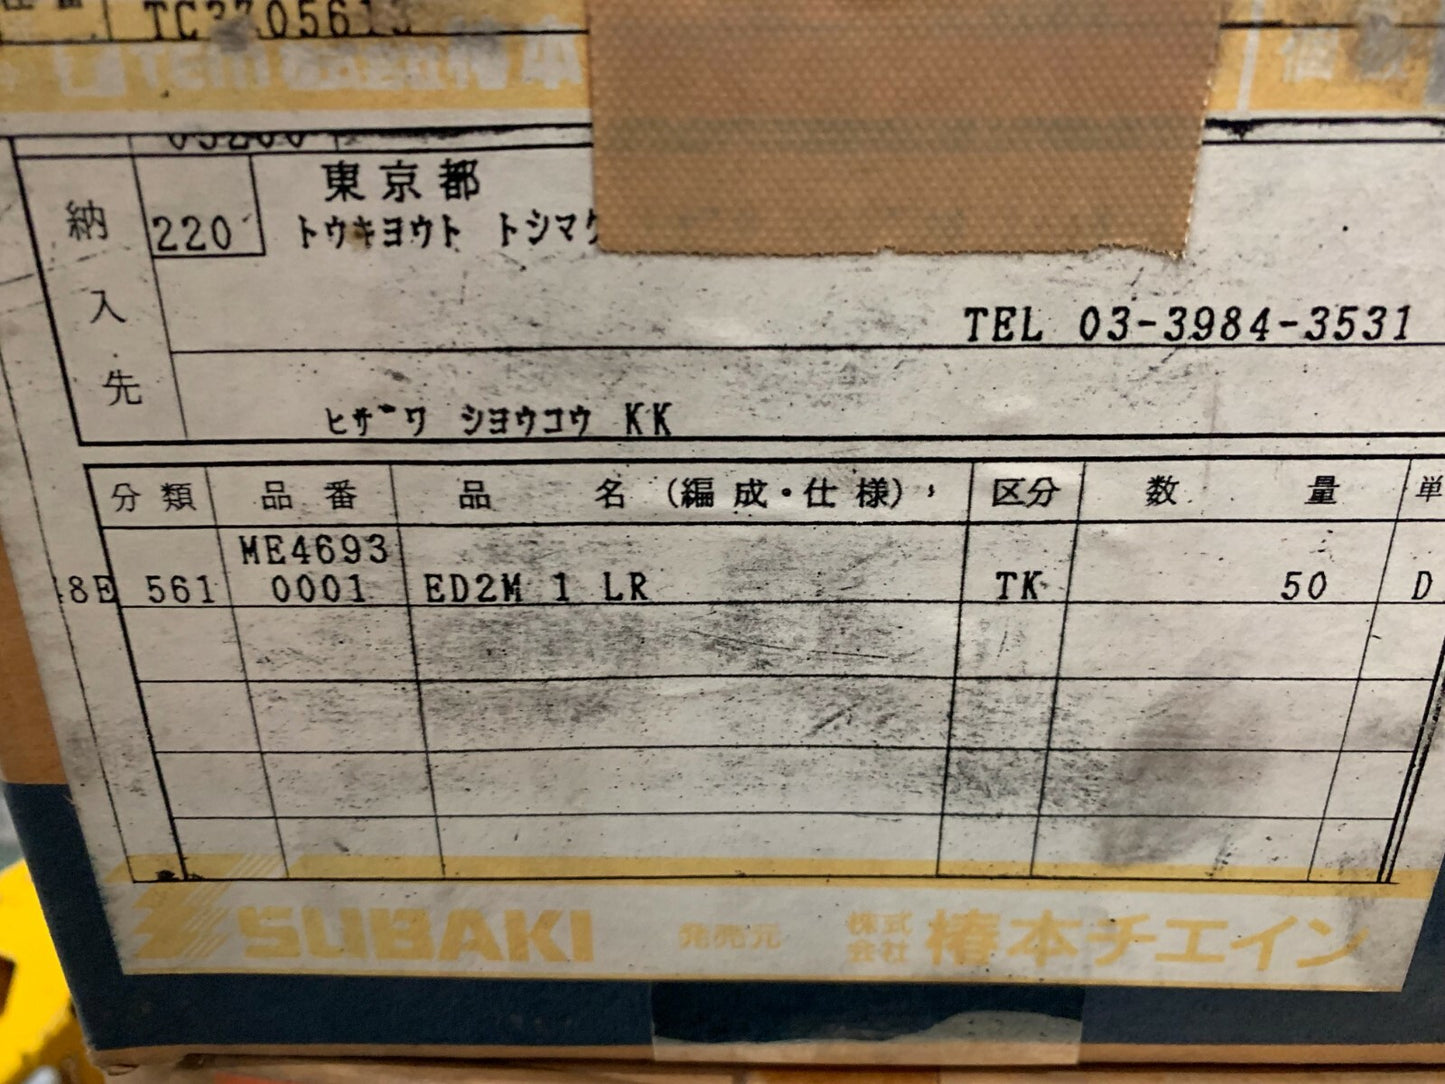 05200
東京都
納入先
220
トウキヨウト トシマ
TEL 03-3984-3531
ヒザワ シヨウコウ KK
分類 品番 品名(編成・仕様) 区分 数量 単
ME4693
8E 561 0001 ED2M 1 LR TK 50 D
TSUBAKI 発売元 株式会社 椿本チエイン